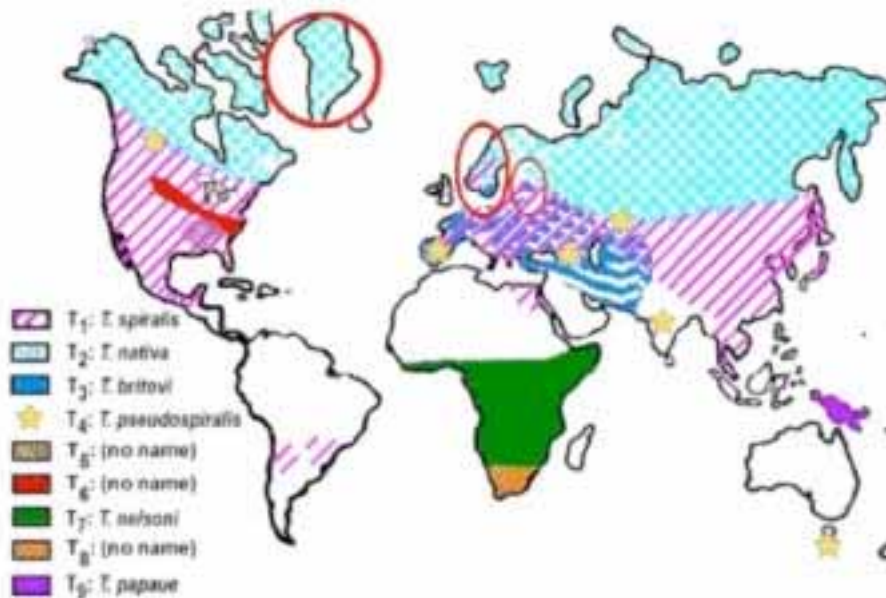 T1: T. spiralis
T2: T. nativa
T3: T. britovi
T4: T. pseudospiralis
T5: (no name)
T6: (no name)
T7: T. nelsoni
T8: (no name)
T9: T. papaue